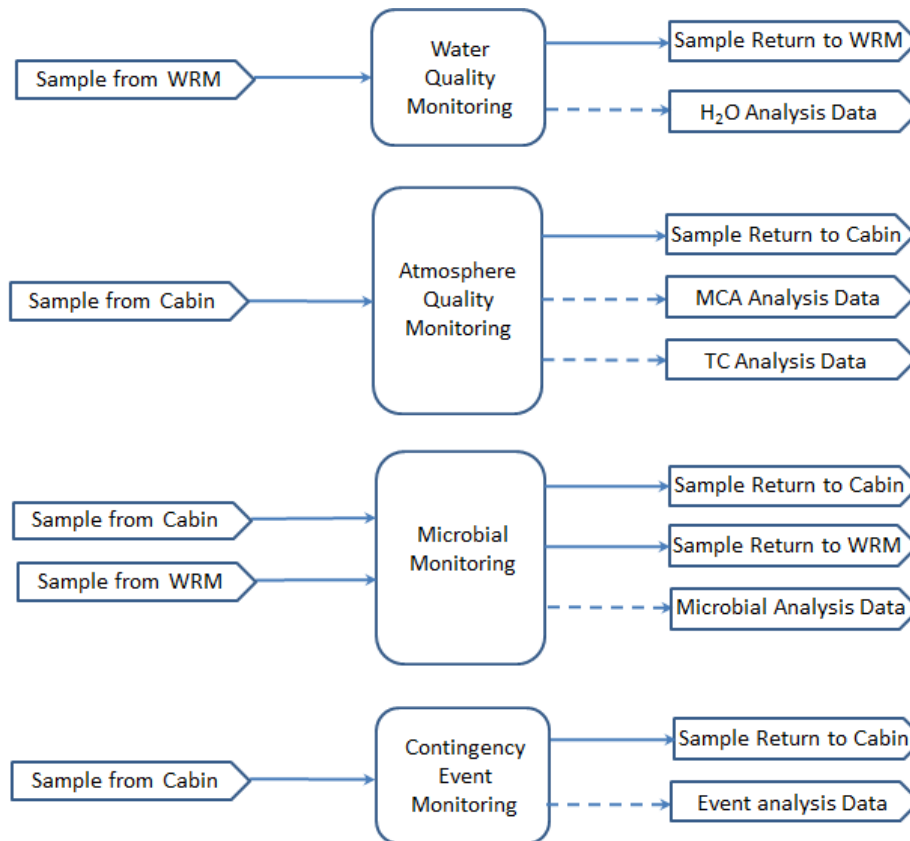 Sample from WRM
Water
Quality
Monitoring
Sample Return to WRM
H₂O Analysis Data
Sample from Cabin
Atmosphere
Quality
Monitoring
Sample Return to Cabin
MCA Analysis Data
TC Analysis Data
Sample from Cabin
Sample from WRM
Microbial
Monitoring
Sample Return to Cabin
Sample Return to WRM
Microbial Analysis Data
Sample from Cabin
Contingency
Event
Monitoring
Sample Return to Cabin
Event analysis Data